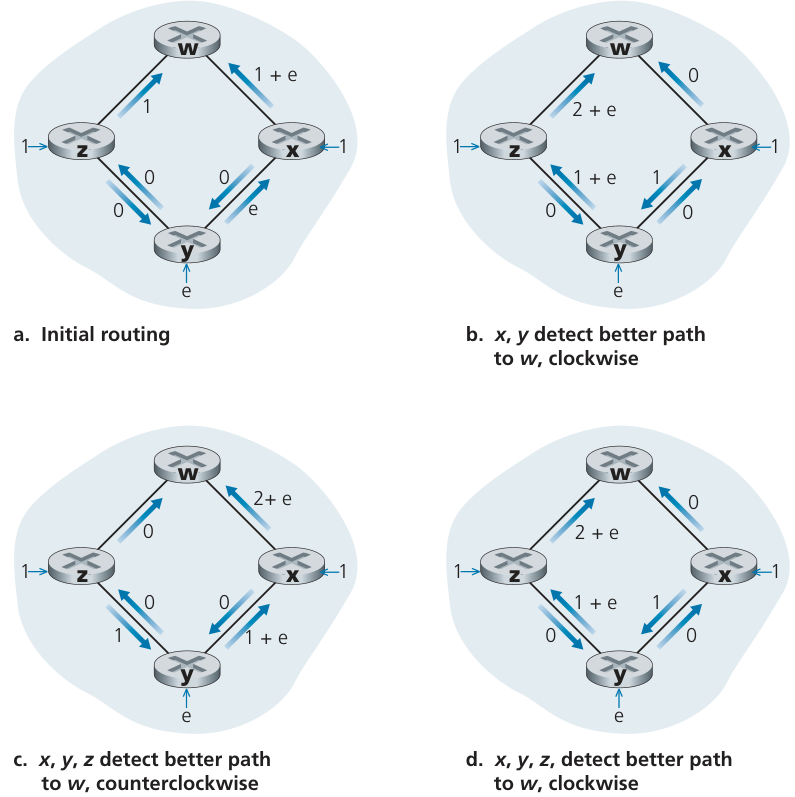 w
1 + e
1
1
z
x
1
0
0
0
e
y
e
a. Initial routing
w
0
2 + e
1
z
x
1
1 + e
1
0
0
y
e
b. x, y detect better path
to w, clockwise
w
2+ e
0
1
z
x
1
0
0
1
1 + e
y
e
c. x, y, z detect better path
to w, counterclockwise
w
0
2 + e
1
z
x
1
1 + e
1
0
0
y
e
d. x, y, z, detect better path
to w, clockwise